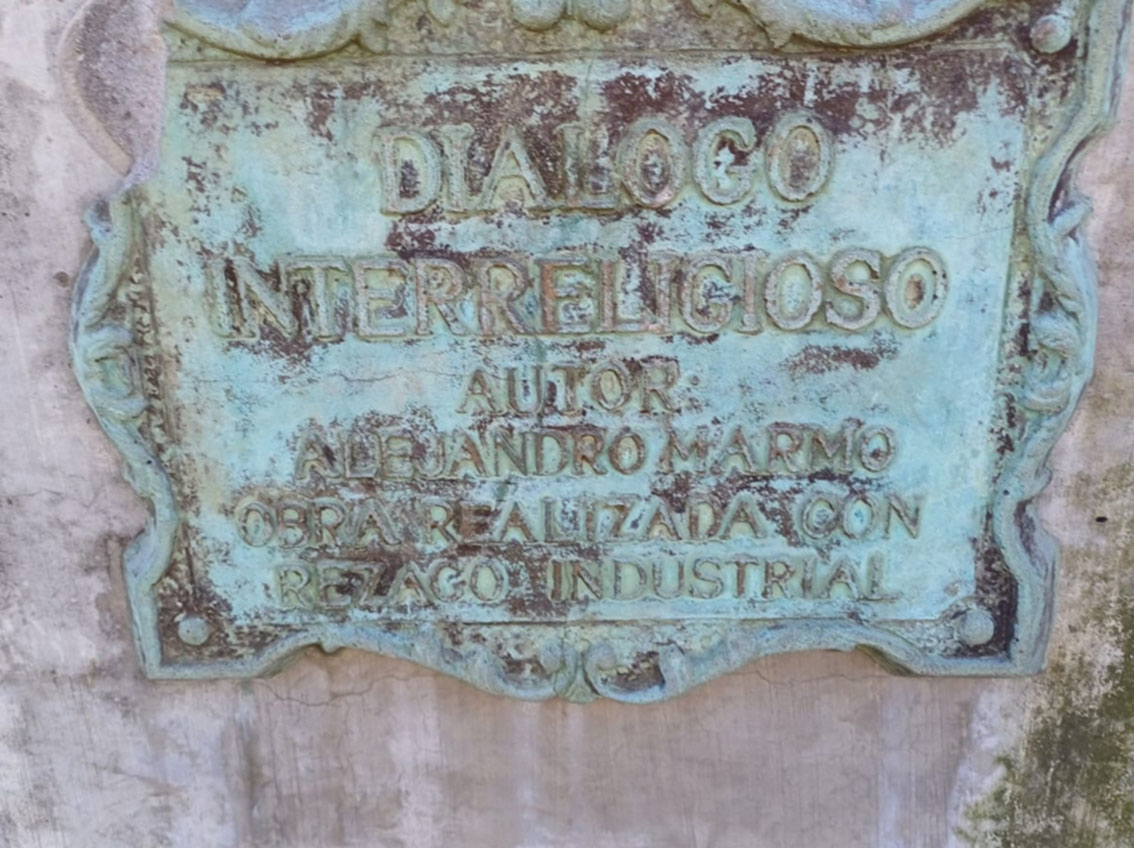 DIALOGO
INTERRELIGIOSO
AUTOR
ALEJANDRO MARMO
OBRA REALIZADA CON
REZAGO INDUSTRIAL